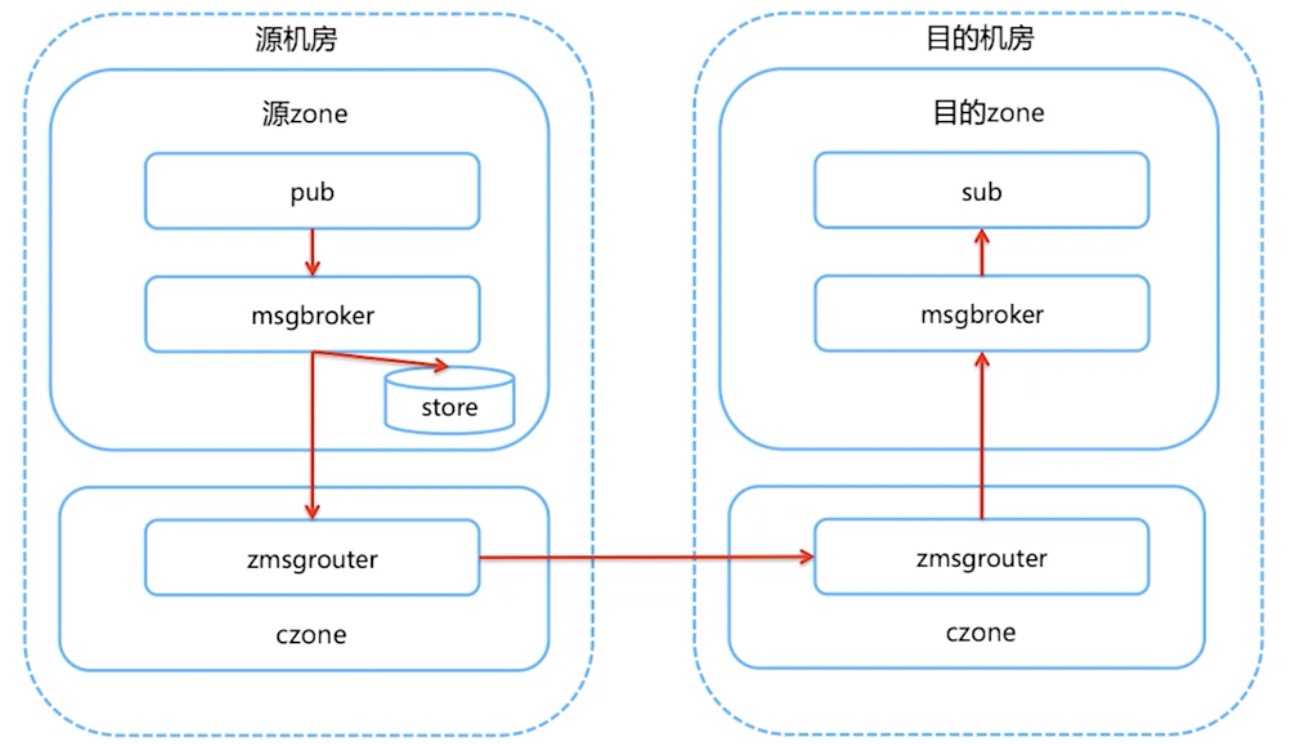 源机房
源zone
pub
msgbroker
store
zmsgrouter
czone
目的机房
目的zone
sub
msgbroker
zmsgrouter
czone